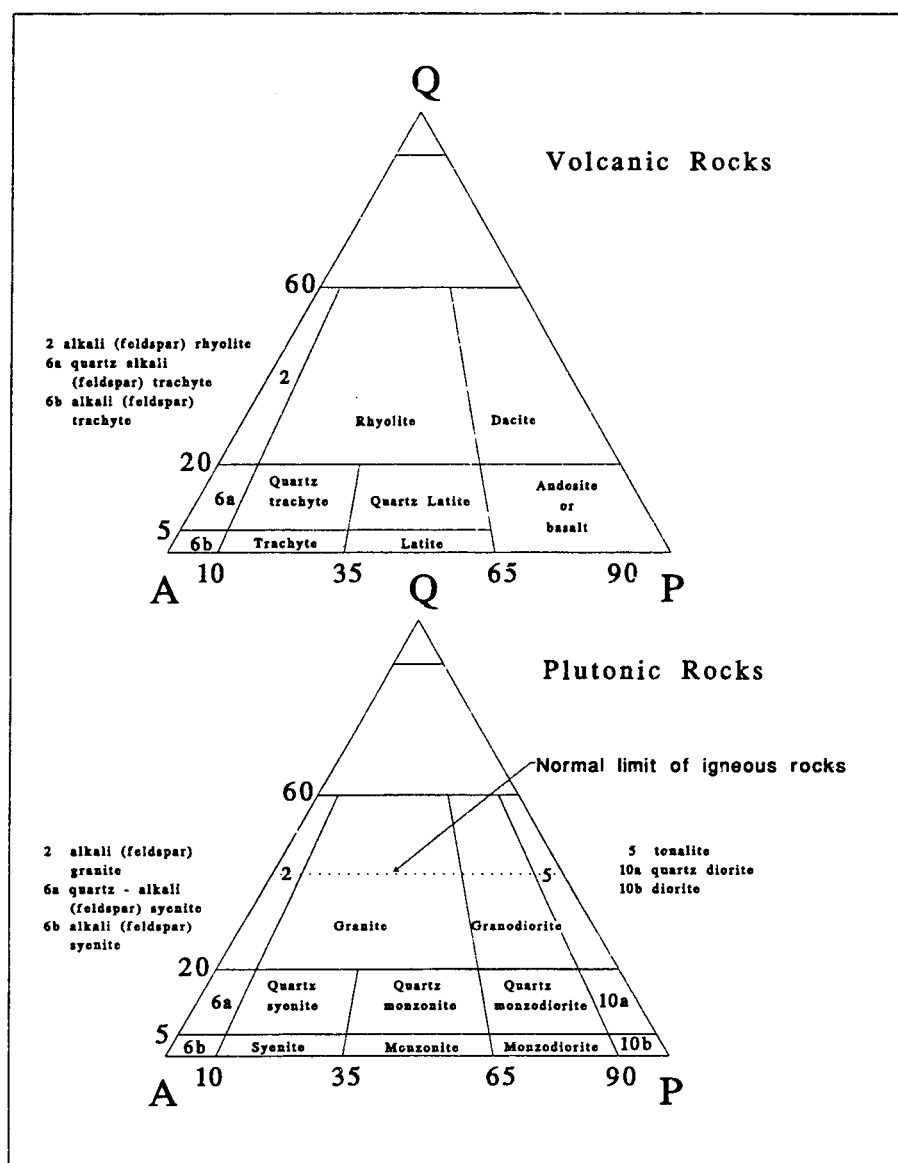 Q
Volcanic Rocks
60
2 alkali (feldspar) rhyolite
6a quartz alkali
(feldspar) trachyte
6b alkali (feldspar)
trachyte
2
Rhyolite
Dacite
20
6a
Quartz
trachyte
Quartz Latite
Andosite
or
basalt
5
6b
Trachyte
Latite
A
10
35
65
90
P
Q
Plutonic Rocks
Normal limit of igneous rocks
60
2 alkali (feldspar)
granite
6a quartz - alkali
(feldspar) syenite
6b alkali (feldspar)
syenite
2
5
5 tonalite
10a quartz diorite
10b diorite
Granite
Granodiorite
20
6a
Quartz
syonite
Quartz
monzonite
Quartz
monzodiorite
10a
5
6b
Syenite
Monzonite
Monzodiorite
10b
A
10
35
65
90
P